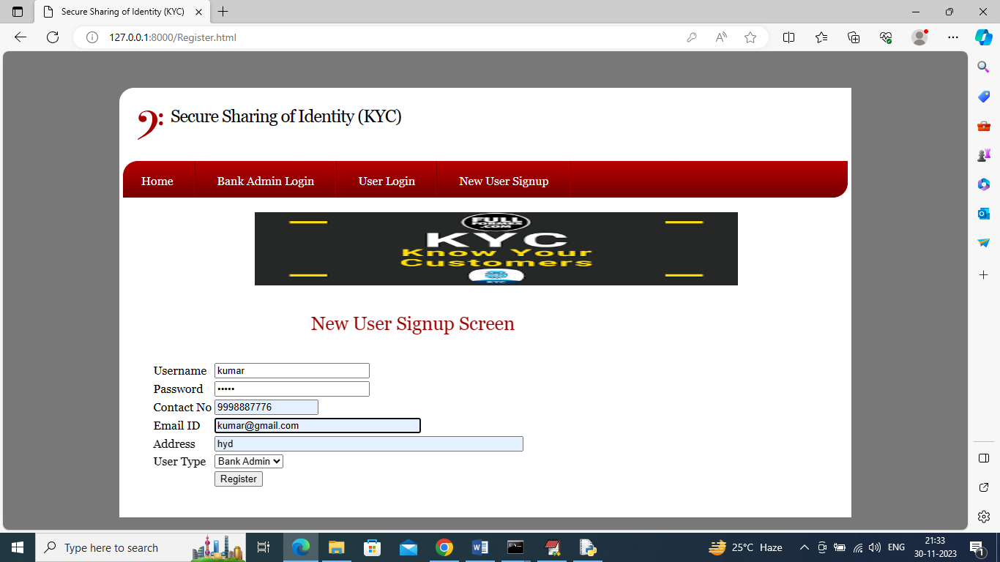 Secure Sharing of Identity (KYC)
127.0.0.1:8000/Register.html
Secure Sharing of Identity (KYC)
Home Bank Admin Login User Login New User Signup
FULL
FORMES
.COM
KYC
Know Your
Customers
KYC
New User Signup Screen
Username kumar
Password •••••
Contact No 9998887776
Email ID kumar@gmail.com
Address hyd
User Type Bank Admin
Register
Type here to search
25°C Haze
ENG
21:33
30-11-2023
1